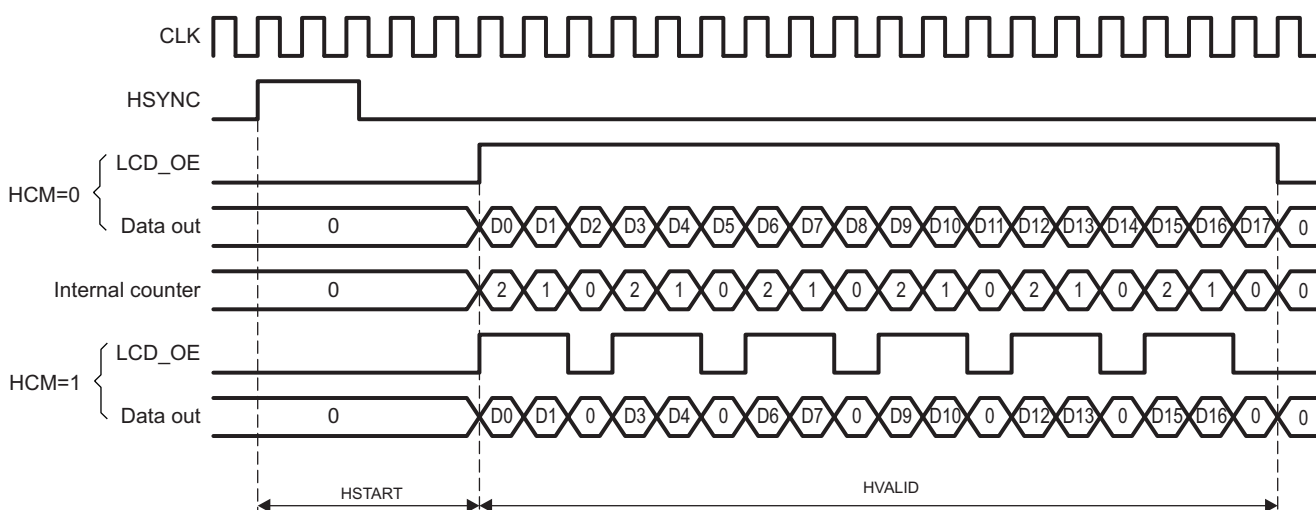 CLK
HSYNC
HCM=0
LCD_OE
Data out 0 D0 D1 D2 D3 D4 D5 D6 D7 D8 D9 D10 D11 D12 D13 D14 D15 D16 D17 0
Internal counter 0 2 1 0 2 1 0 2 1 0 2 1 0 2 1 0 2 1 0 0
HCM=1
LCD_OE
Data out 0 D0 D1 0 D3 D4 0 D6 D7 0 D9 D10 0 D12 D13 0 D15 D16 0 0
HSTART HVALID